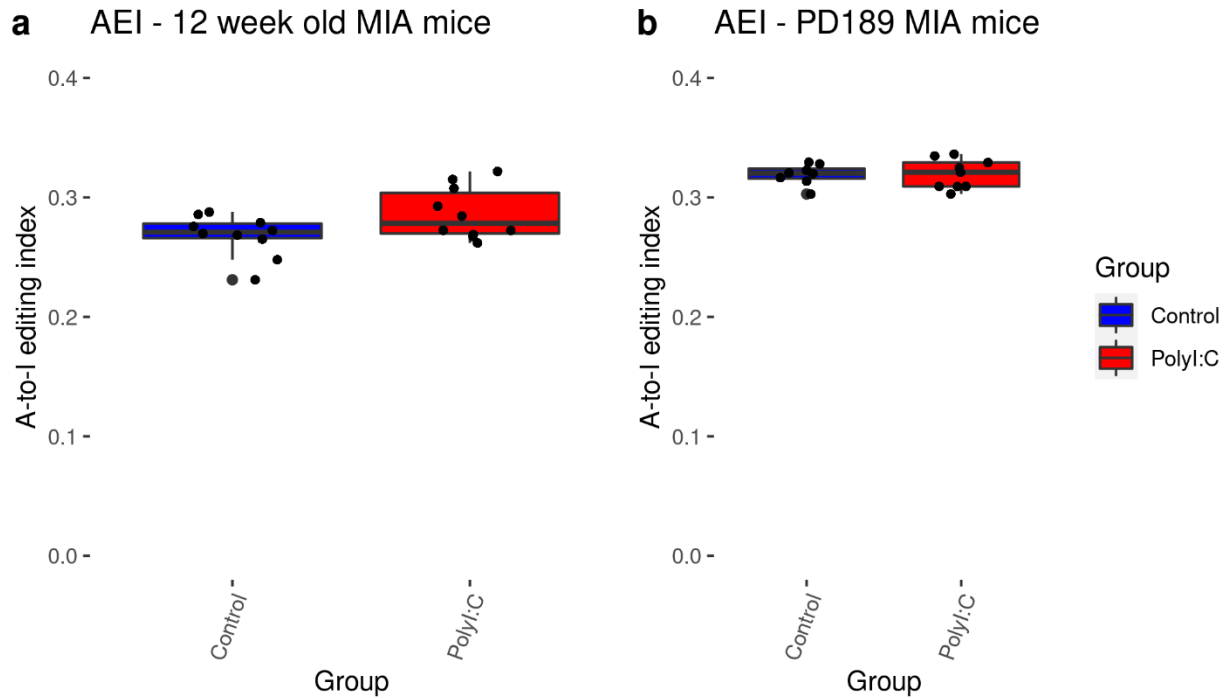 a AEI - 12 week old MIA mice
0.4
0.3
0.2
0.1
0.0
A-to-I editing index
Control
PolyI:C
Group
b AEI - PD189 MIA mice
0.4
0.3
0.2
0.1
0.0
A-to-I editing index
Control
PolyI:C
Group
Group
Control
PolyI:C